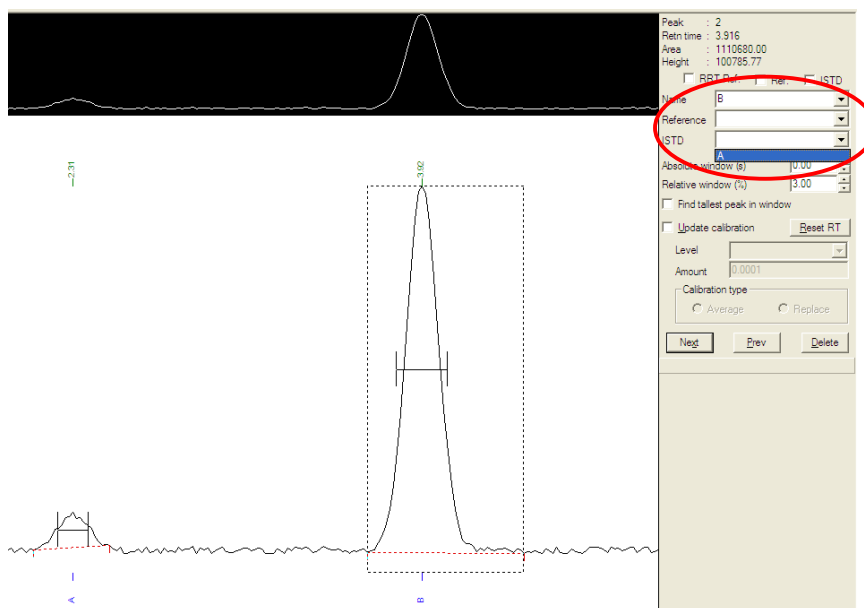 Peak : 2
Retn time : 3.916
Area : 1110680.00
Height : 100785.77
RRT Ref. Ref. ISTD
Name B
Reference
ISTD
A
Absolute window (s) 0.00
Relative window (%) 3.00
Find tallest peak in window
Update calibration Reset RT
Level
Amount 0.0001
Calibration type
Average Replace
Next Prev Delete
2.31
3.92
A
B